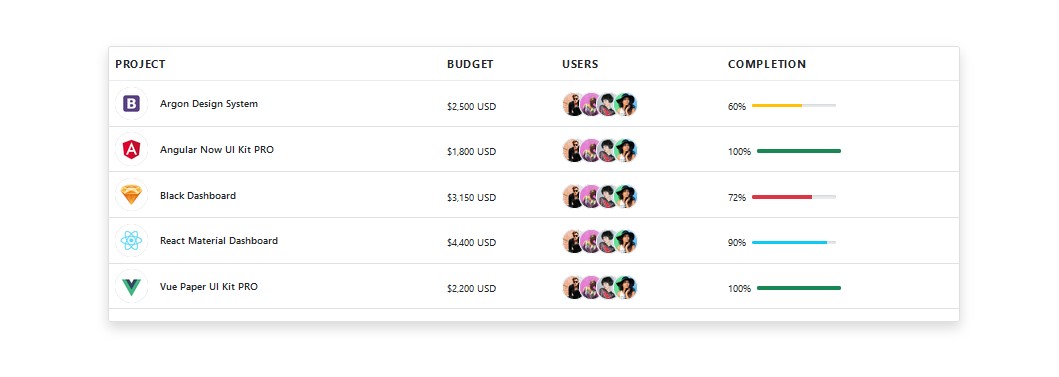 PROJECT BUDGET USERS COMPLETION
B Argon Design System $2,500 USD 60%
A Angular Now UI Kit PRO $1,800 USD 100%
Black Dashboard $3,150 USD 72%
React Material Dashboard $4,400 USD 90%
Vue Paper UI Kit PRO $2,200 USD 100%